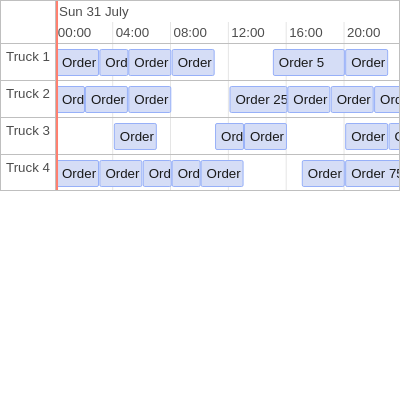 Sun 31 July
00:00 04:00 08:00 12:00 16:00 20:00
Truck 1 Order Ord Order Order Order 5 Order
Truck 2 Ord Order Order Order 25 Order Order Ord
Truck 3 Order Ord Order Order
Truck 4 Order Order Ord Ord Order Order Order 75